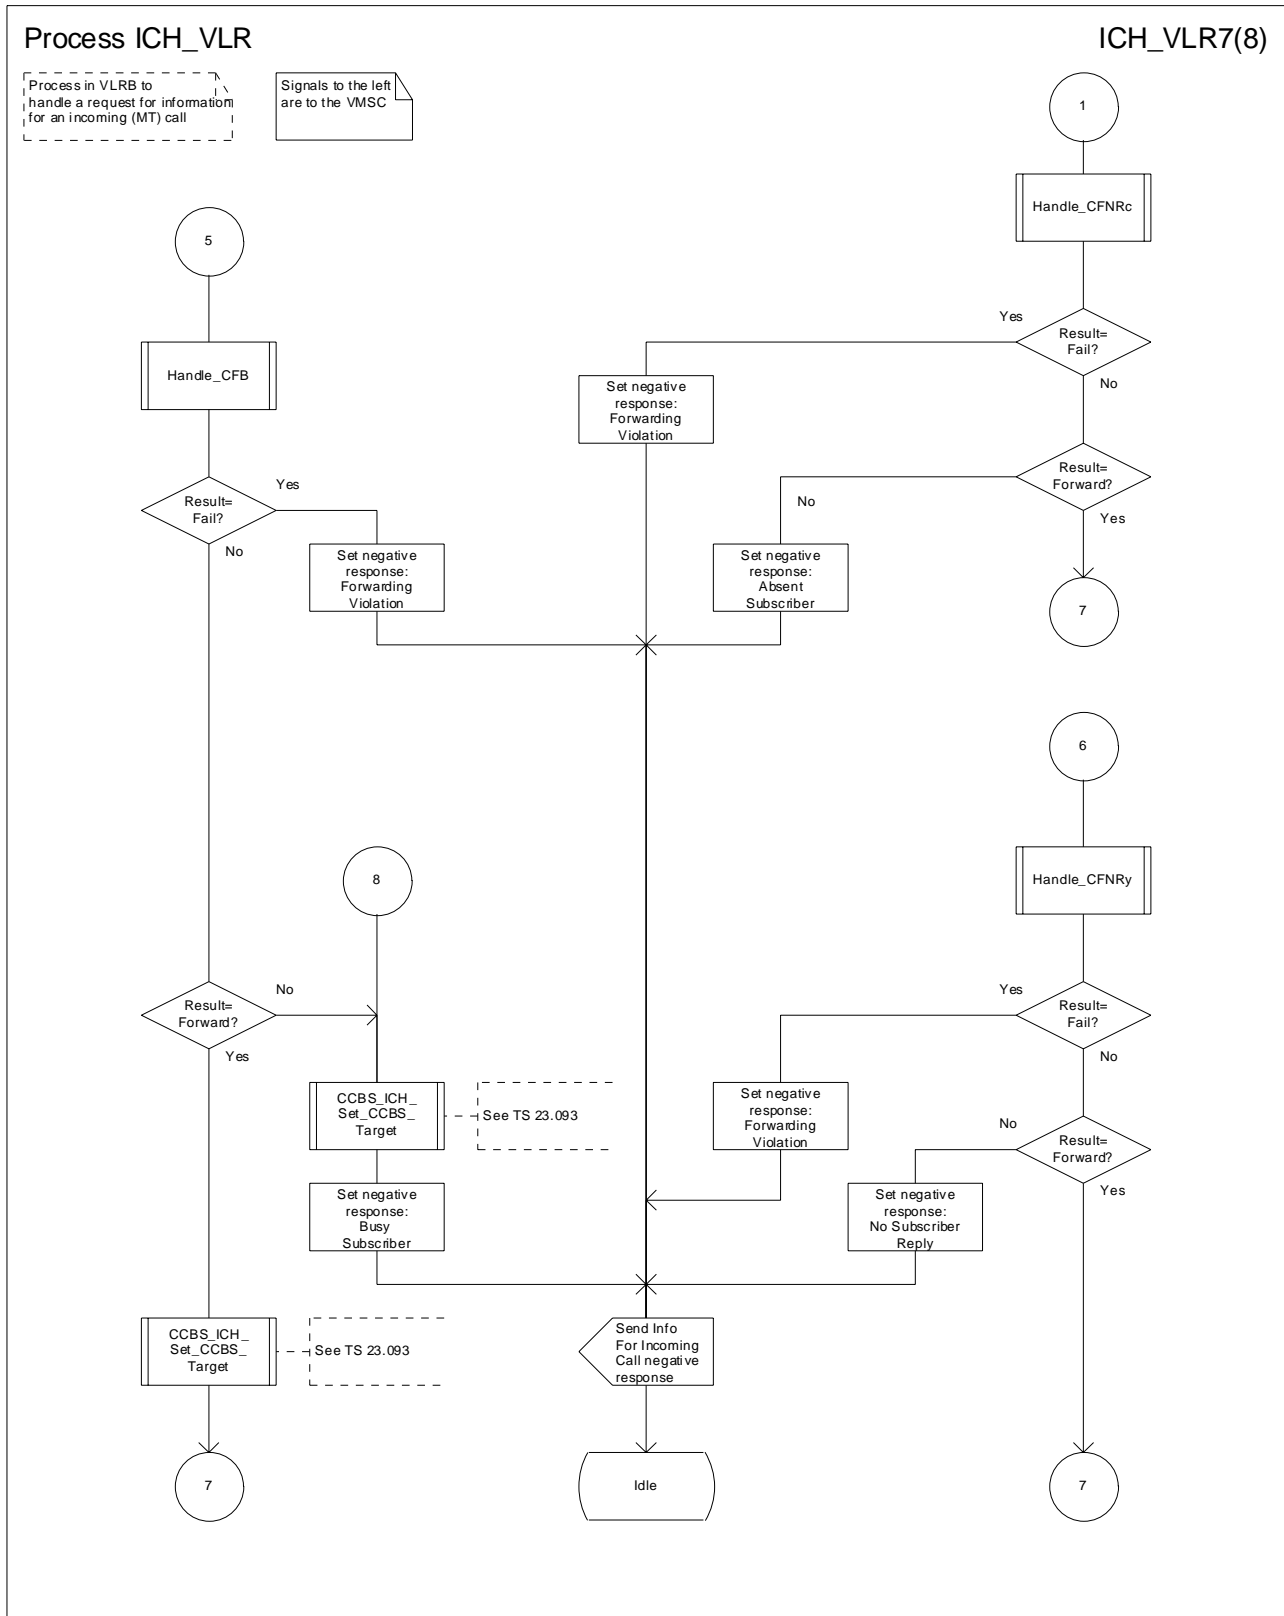 Process ICH_VLR
ICH_VLR7(8)
Process in VLRB to
handle a request for information
for an incoming (MT) call
Signals to the left
are to the VMSC
1
Handle_CFNRc
5
Yes
Result=
Fail?
No
Handle_CFB
Set negative
response:
Forwarding
Violation
Result=
Fail?
Yes
No
Result=
Forward?
No
Yes
Set negative
response:
Forwarding
Violation
Set negative
response:
Absent
Subscriber
7
6
8
Handle_CFNRy
Result=
Forward?
No
Yes
Yes
Result=
Fail?
No
CCBS_ICH_
Set_CCBS_
Target
See TS 23.093
Set negative
response:
Forwarding
Violation
No
Result=
Forward?
Yes
Set negative
response:
Busy
Subscriber
Set negative
response:
No Subscriber
Reply
CCBS_ICH_
Set_CCBS_
Target
See TS 23.093
Send Info
For Incoming
Call negative
response
7
Idle
7